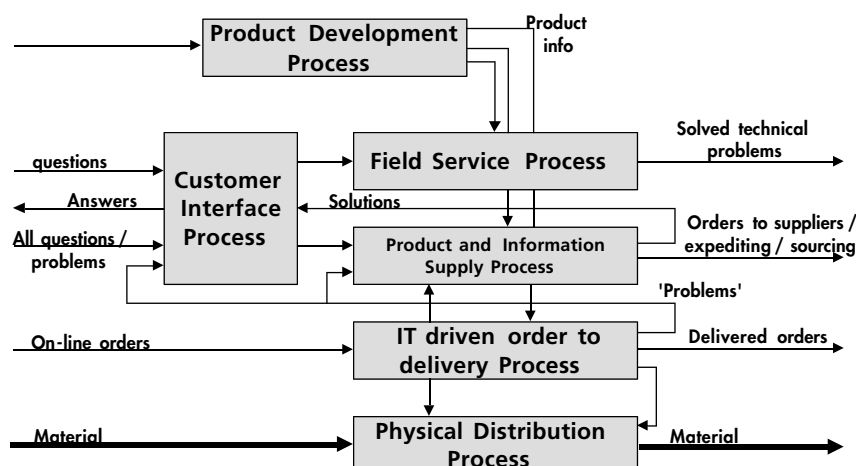 Product Development
Process
Product
info
Solved technical
problems
questions
Field Service Process
Customer
Interface
Process
Answers
Solutions
All questions /
problems
Product and Information
Supply Process
Orders to suppliers /
expediting / sourcing
'Problems'
On-line orders
IT driven order to
delivery Process
Delivered orders
Material
Physical Distribution
Process
Material